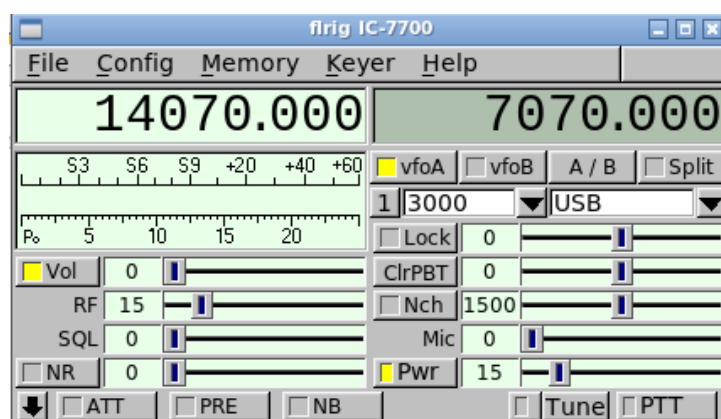 flrig IC-7700
File Config Memory Keyer Help
14070.000 7070.000
S3 S6 S9 +20 +40 +60 vfoA vfoB A / B Split
1 3000 USB
Po 5 10 15 20 Lock 0
Vol 0 ClrPBT 0
RF 15 Nch 1500
SQL 0 Mic 0
NR 0 Pwr 15
ATT PRE NB Tune PTT